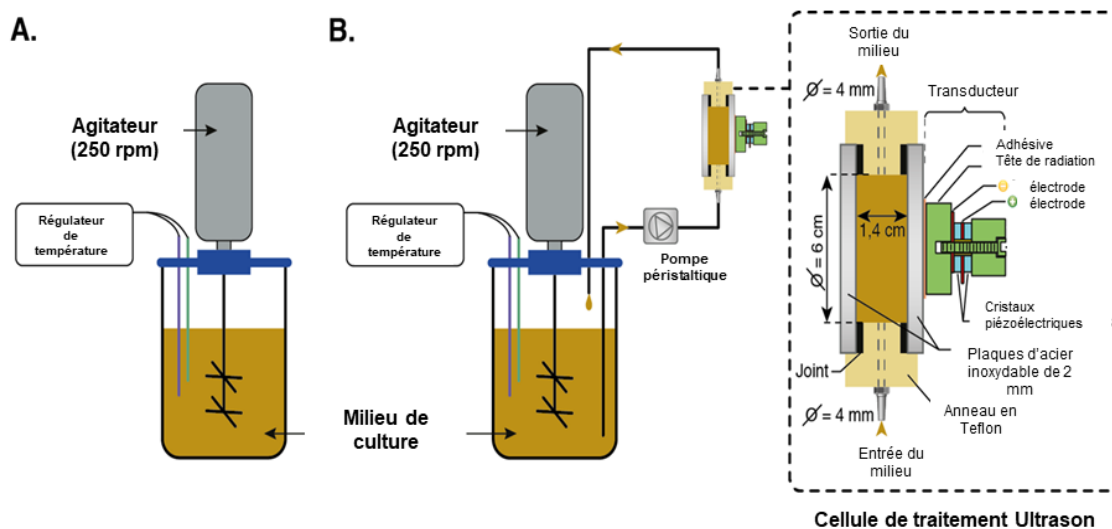 A.
Agitateur
(250 rpm)
Régulateur
de
température
B.
Agitateur
(250 rpm)
Régulateur
de
température
Pompe
péristaltique
Milieu de
culture
Sortie du
milieu
Ø = 4 mm
Ø = 4 mm
Transducteur
Adhésive
Tête de radiation
électrode
électrode
1,4 cm
Ø = 6 cm
Cristaux
piézoélectriques
Joint
Plaques d'acier
inoxydable de 2
mm
Anneau en
Teflon
Ø = 4 mm
Entrée du
milieu
Cellule de traitement Ultrason